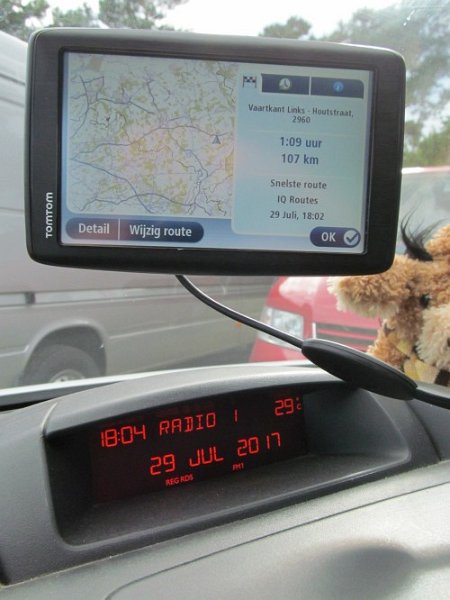 TOMTOM
Vaartkant Links - Houtstraat,
2960
1:09 uur
107 km
Snelste route
IQ Routes
29 Juli, 18:02
Detail
Wijzig route
OK
18:04 RADIO 1 29°C
29 JUL 2017
REG RDS FM1